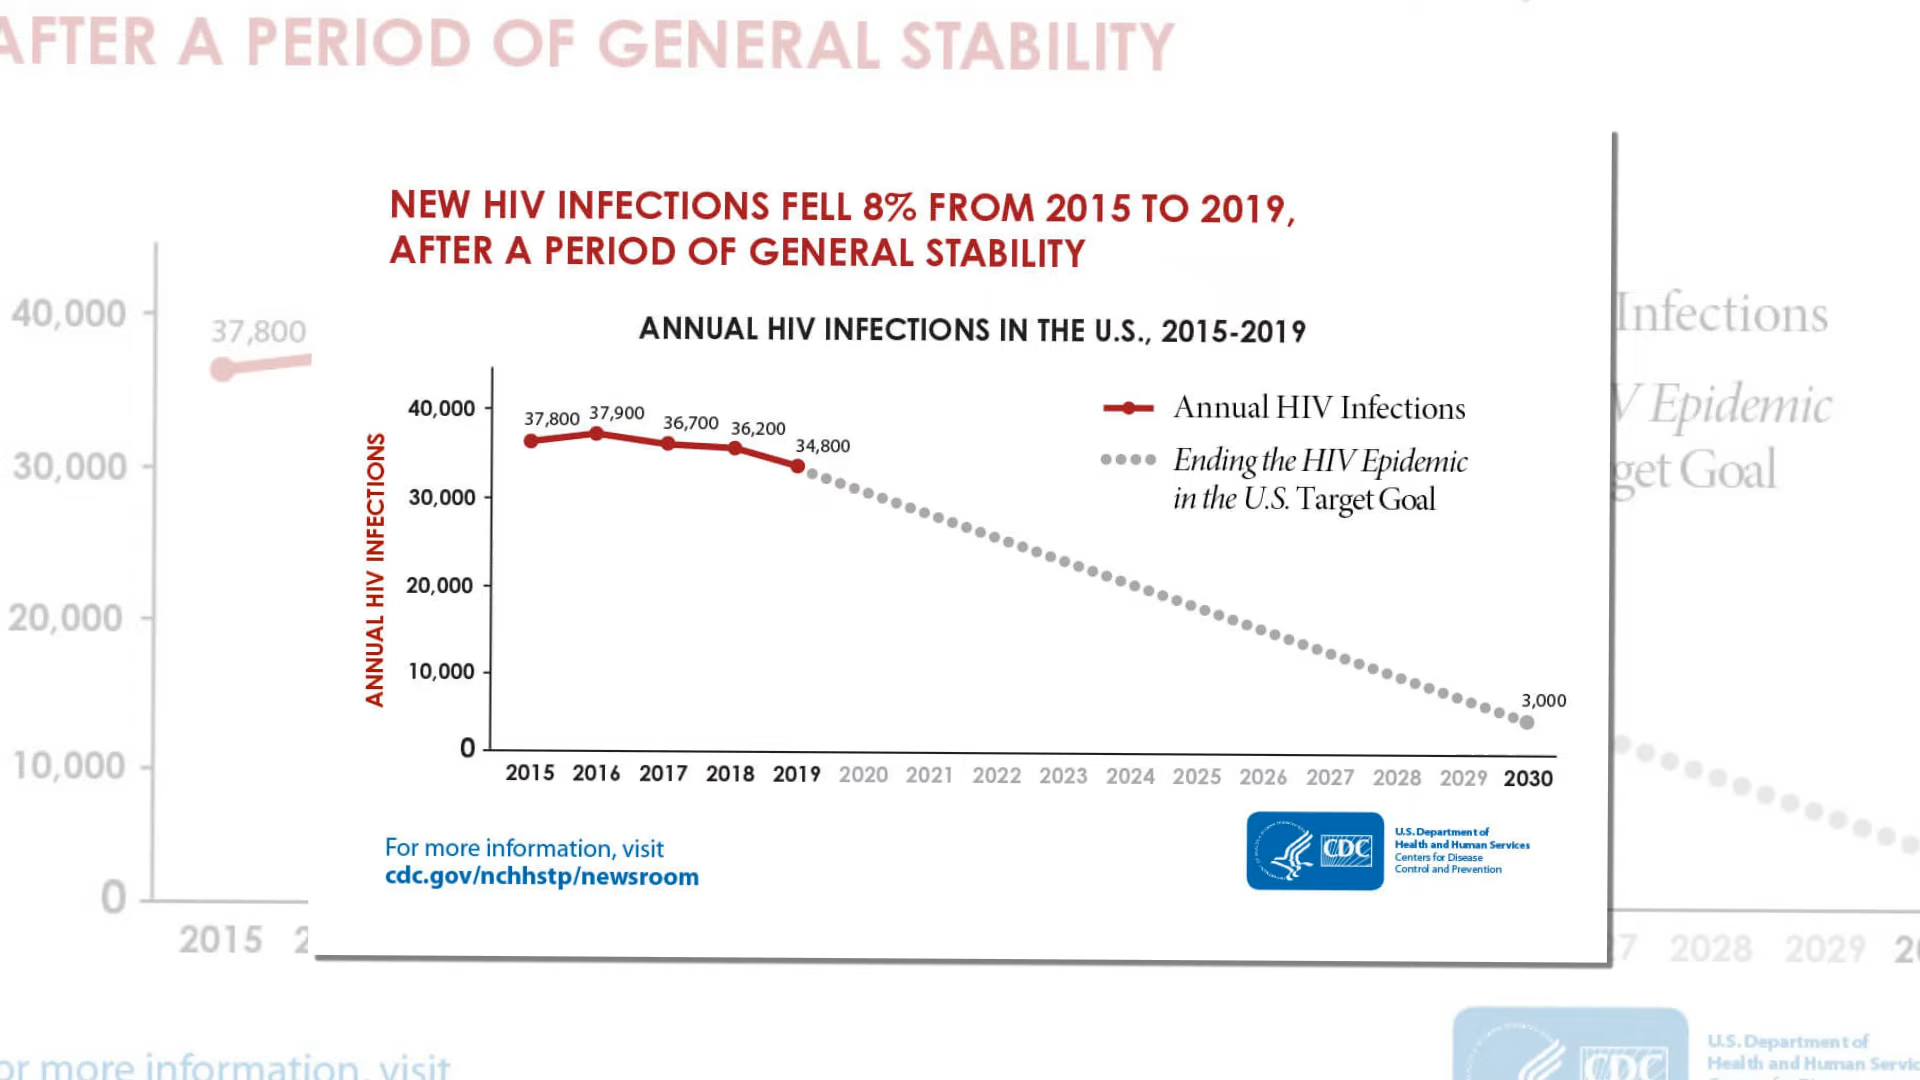 AFTER A PERIOD OF GENERAL STABILITY
NEW HIV INFECTIONS FELL 8% FROM 2015 TO 2019,
AFTER A PERIOD OF GENERAL STABILITY
ANNUAL HIV INFECTIONS IN THE U.S., 2015-2019
ANNUAL HIV INFECTIONS
40,000
30,000
20,000
10,000
0
37,800
37,900
36,700
36,200
34,800
3,000
Annual HIV Infections
Ending the HIV Epidemic
in the U.S. Target Goal
2015 2016 2017 2018 2019 2020 2021 2022 2023 2024 2025 2026 2027 2028 2029 2030
For more information, visit
cdc.gov/nchhstp/newsroom
CDC
U.S. Department of
Health and Human Services
Centers for Disease
Control and Prevention
40,000
37,800
30,000
20,000
10,000
0
2015
Infections
V Epidemic
get Goal
2028 2029
or more information, visit
CDC
U.S. Department of
Health and Human